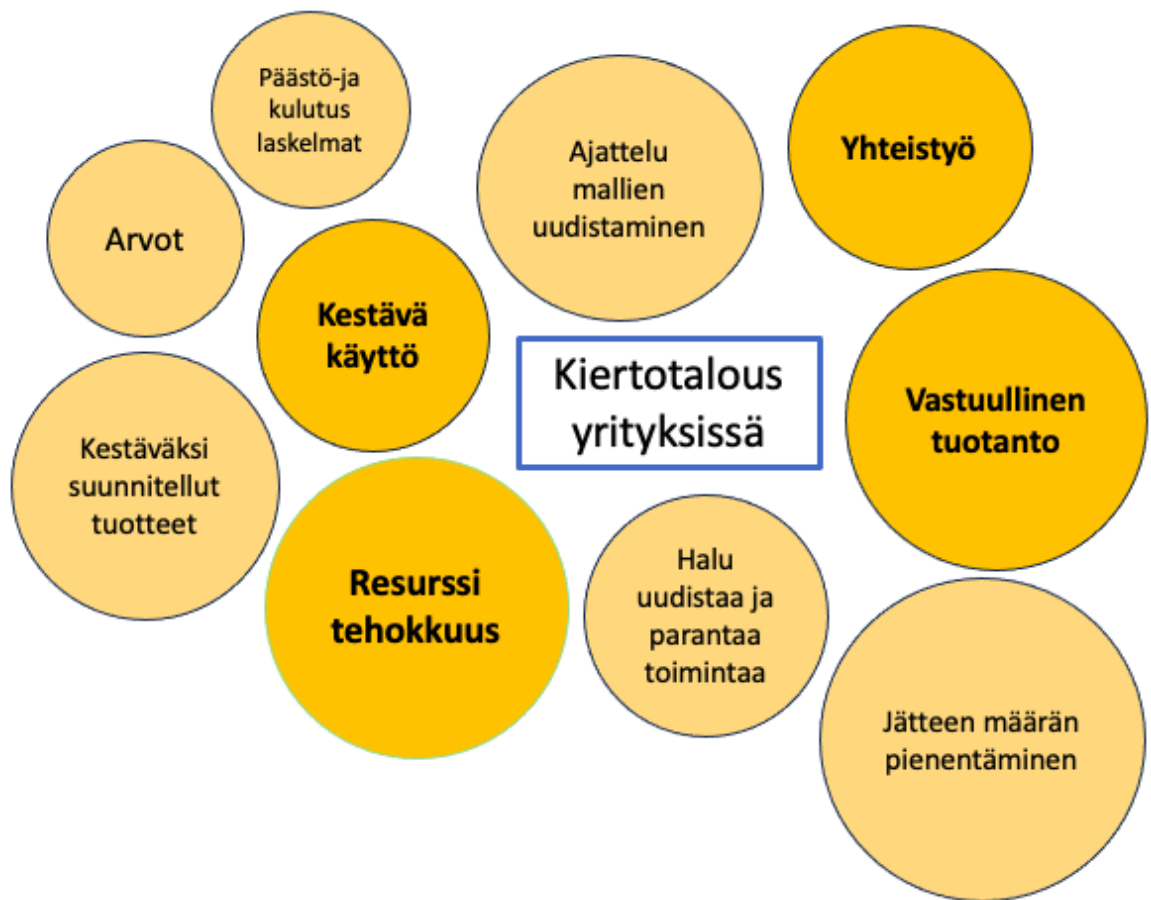 Päästö-ja
kulutus
laskelmat
Ajattelu
mallien
uudistaminen
Yhteistyö
Arvot
Kestävä
käyttö
Kiertotalous
yrityksissä
Vastuullinen
tuotanto
Kestäväksi
suunnitellut
tuotteet
Resurssi
tehokkuus
Halu
uudistaa ja
parantaa
toimintaa
Jätteen määrän
pienentäminen